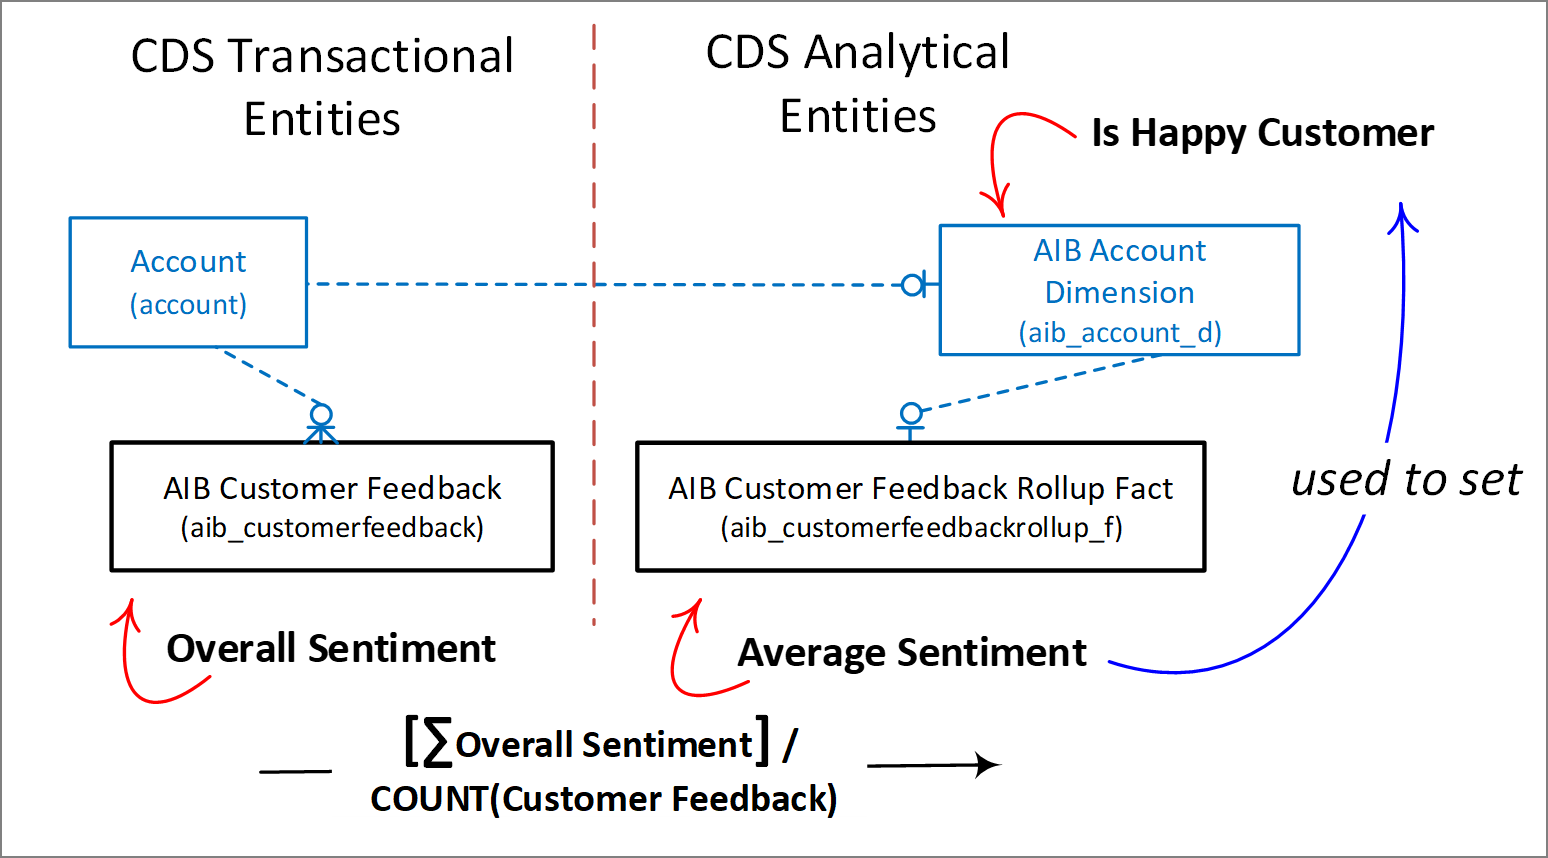 CDS Transactional
Entities
CDS Analytical
Entities
Is Happy Customer
Account
(account)
AIB Account
Dimension
(aib_account_d)
AIB Customer Feedback
(aib_customerfeedback)
AIB Customer Feedback Rollup Fact
(aib_customerfeedbackrollup_f)
used to set
Overall Sentiment
Average Sentiment
[∑Overall Sentiment] /
COUNT(Customer Feedback)